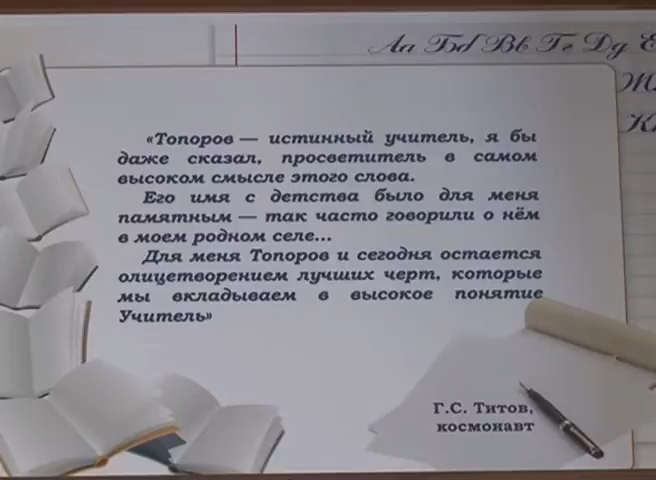 Аа Бб Вв Гг Дд Е
Ж
К
«Топоров — истинный учитель, я бы
даже сказал, просветитель в самом
высоком смысле этого слова.
Его имя с детства было для меня
памятным — так часто говорили о нём
в моем родном селе...
Для меня Топоров и сегодня остается
олицетворением лучших черт, которые
мы вкладываем в высокое понятие
Учитель»
Г.С. Титов,
космонавт